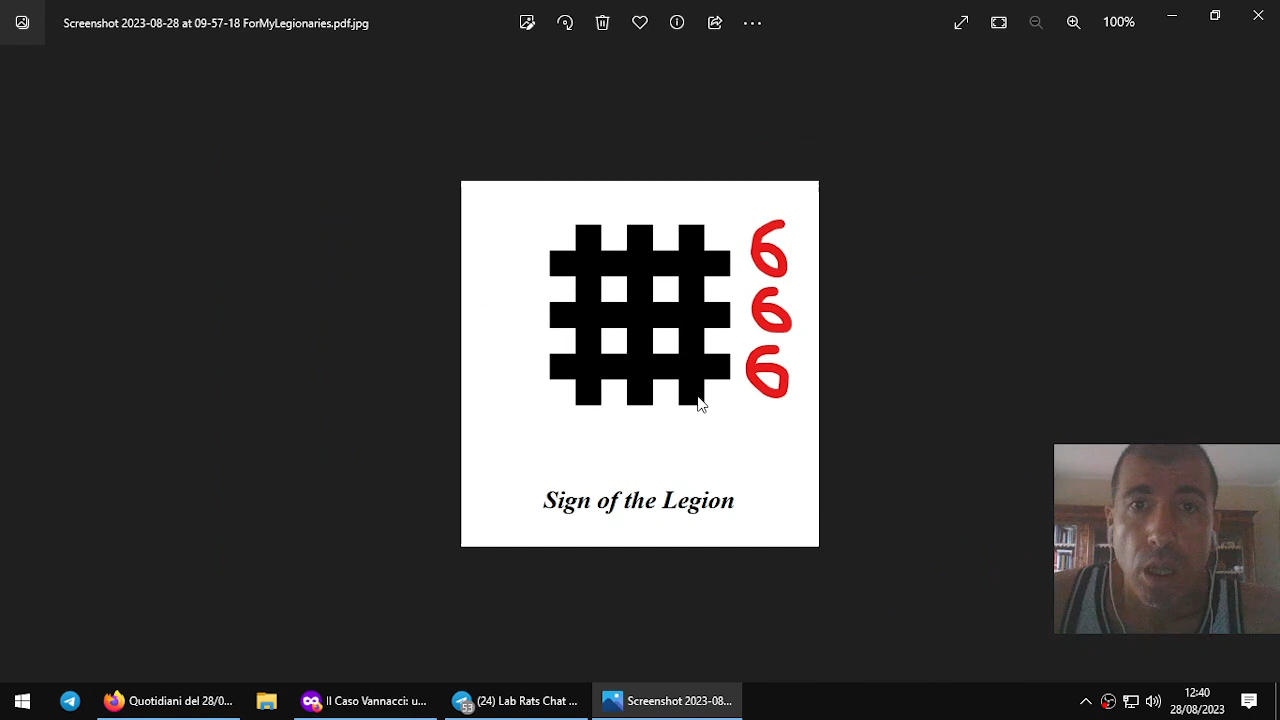 Screenshot 2023-08-28 at 09-57-18 ForMyLegionaries.pdf.jpg
100%
6
6
6
Sign of the Legion
Quotidiani del 28/0...
Il Caso Vannacci: u...
53
(24) Lab Rats Chat ...
Screenshot 2023-08...
12:40
28/08/2023